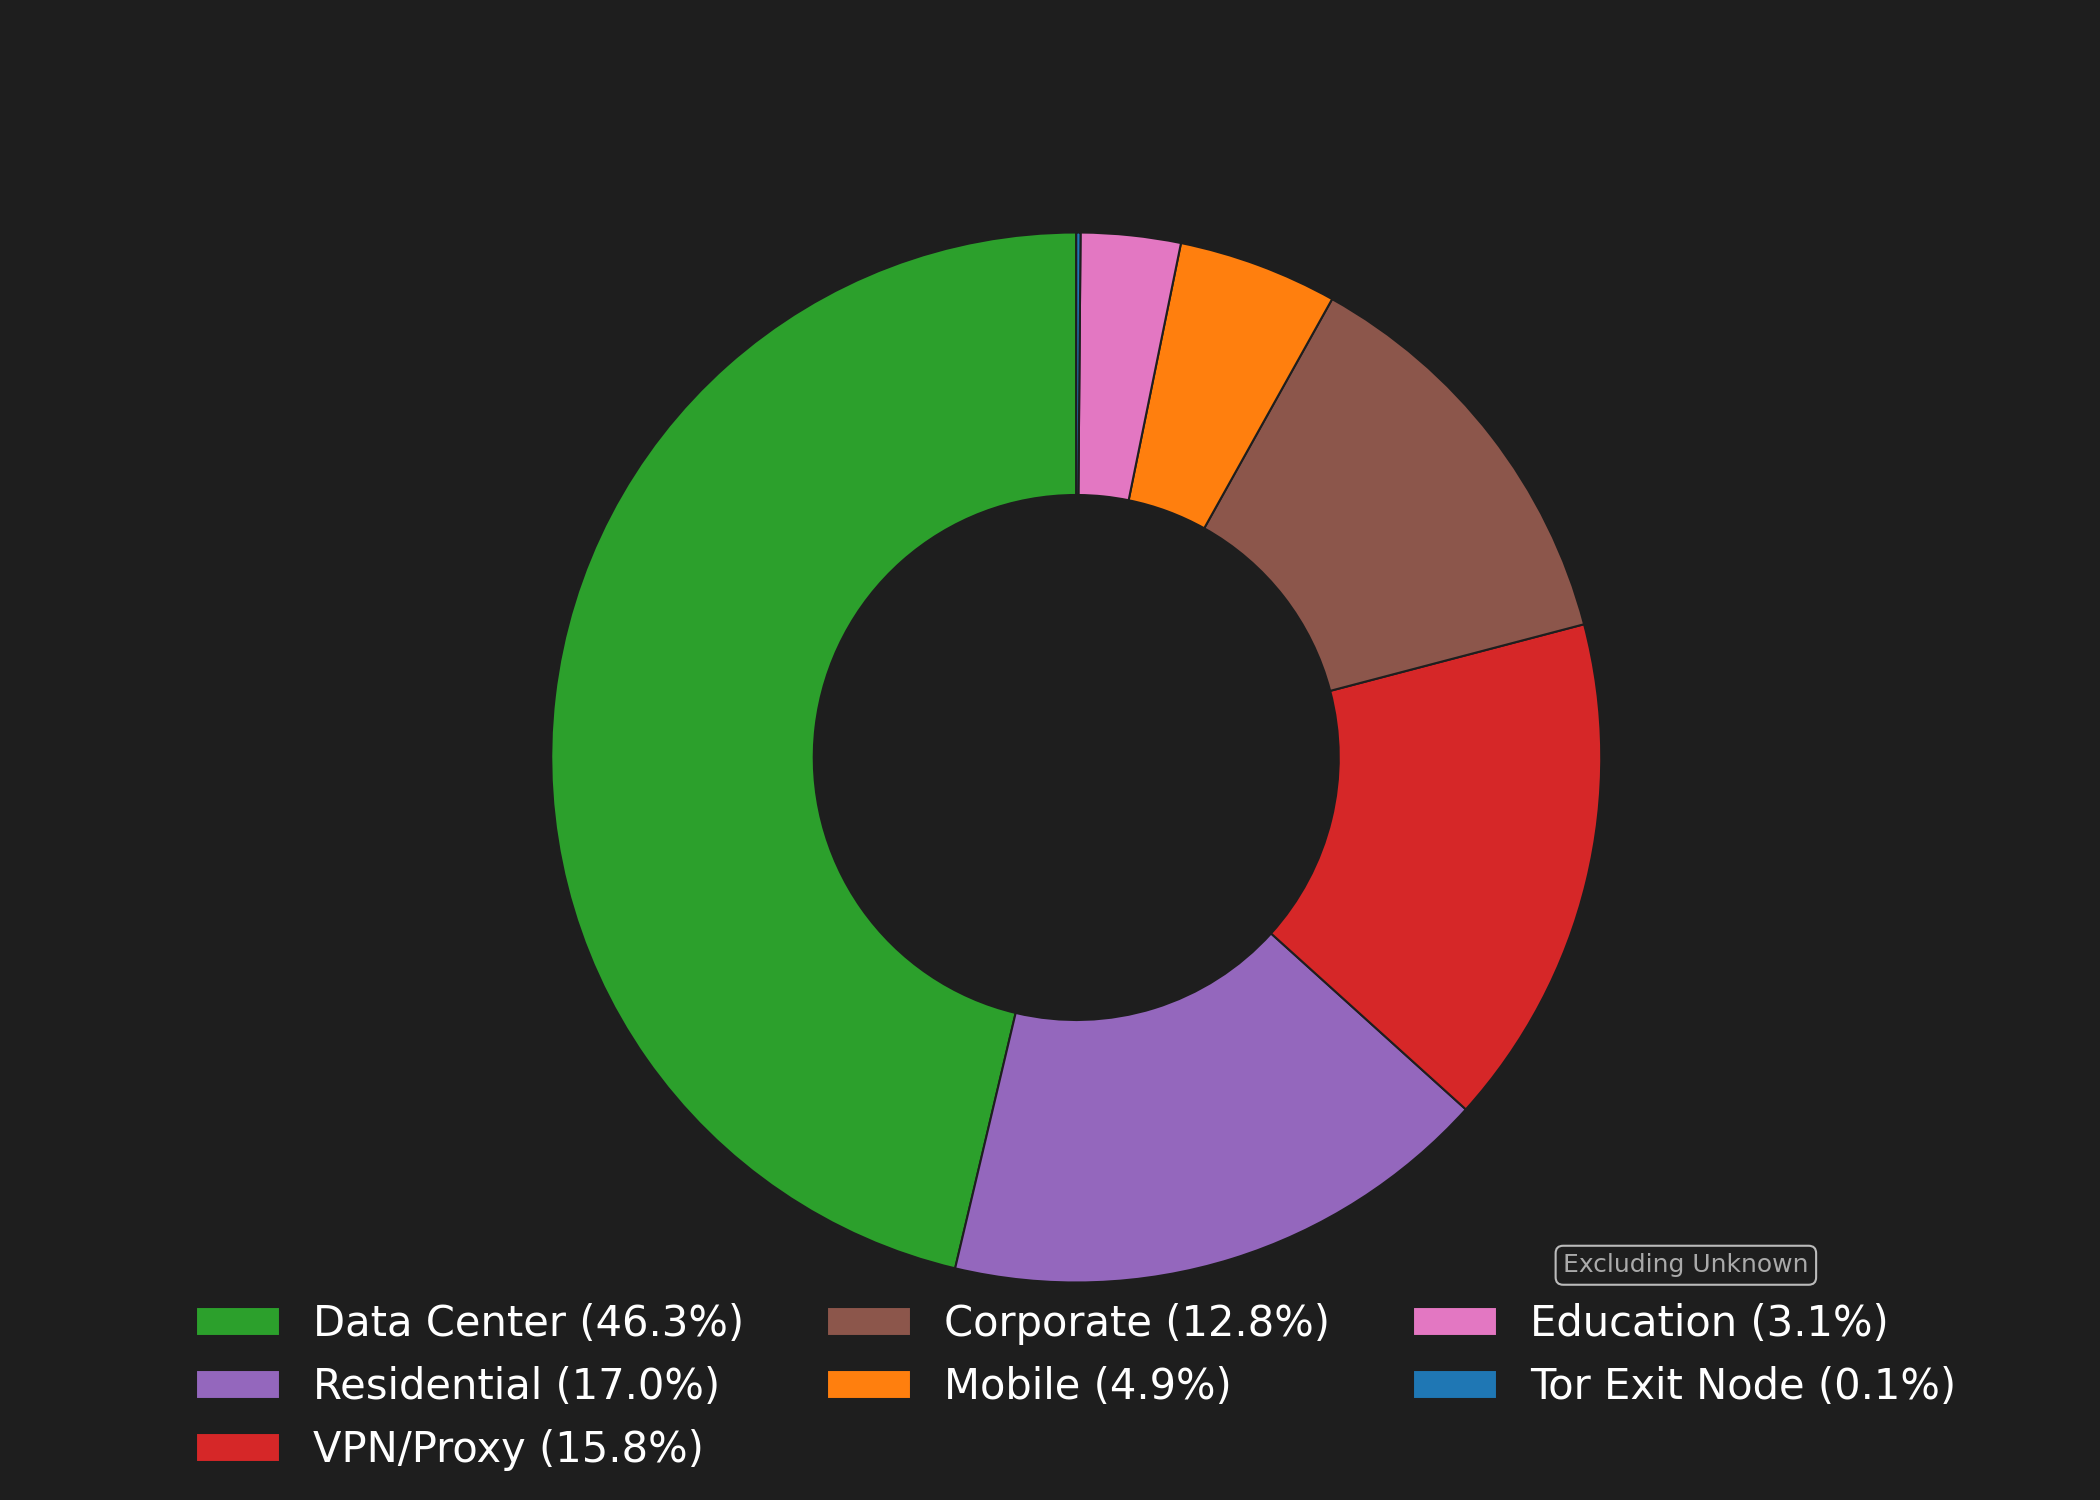 Excluding Unknown
Data Center (46.3%)
Residential (17.0%)
VPN/Proxy (15.8%)
Corporate (12.8%)
Mobile (4.9%)
Education (3.1%)
Tor Exit Node (0.1%)